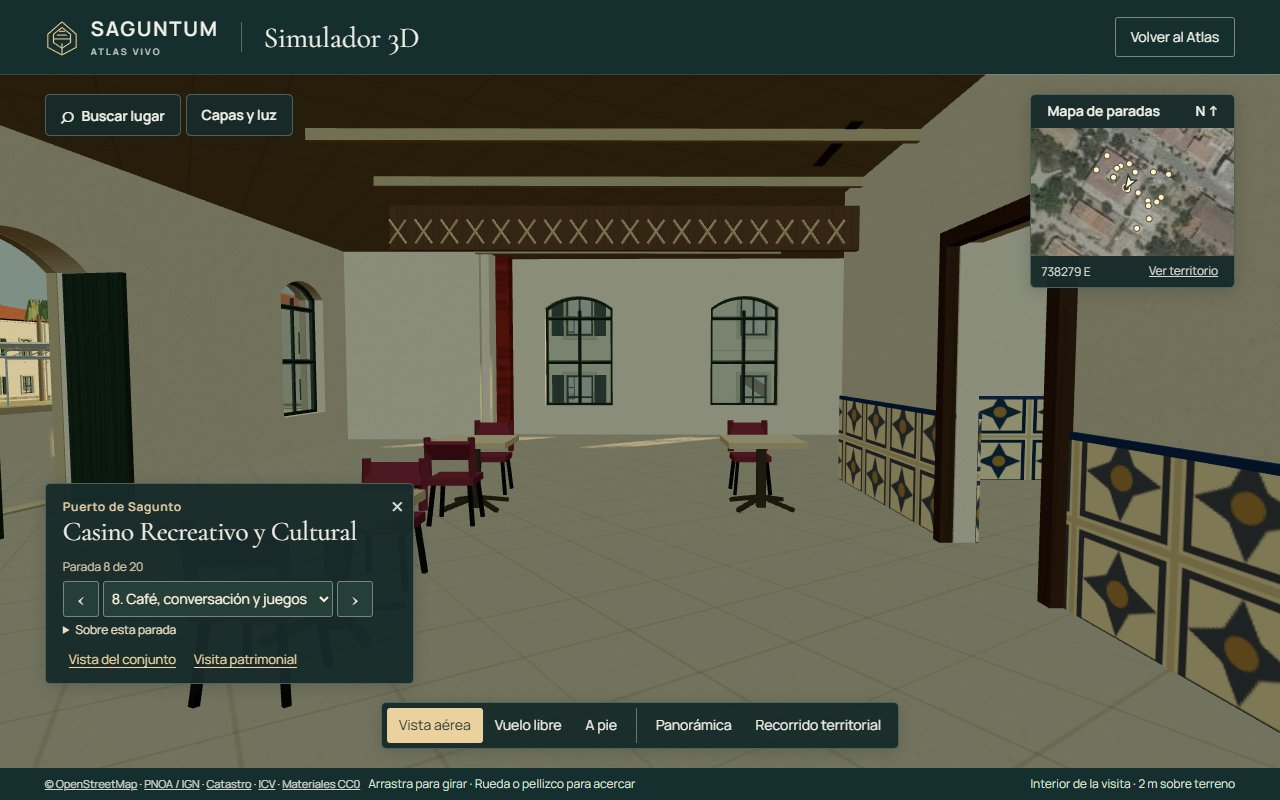 SAGUNTUM
ATLAS VIVO
Simulador 3D
Volver al Atlas
Buscar lugar
Capas y luz
Mapa de paradas
N ↑
738279 E
Ver territorio
Puerto de Sagunto
×
Casino Recreativo y Cultural
Parada 8 de 20
‹
8. Café, conversación y juegos
›
▶ Sobre esta parada
Vista del conjunto
Visita patrimonial
Vista aérea
Vuelo libre
A pie
Panorámica
Recorrido territorial
© OpenStreetMap · PNOA / IGN · Catastro · ICV · Materiales CC0
Arrastra para girar · Rueda o pellizco para acercar
Interior de la visita · 2 m sobre terreno